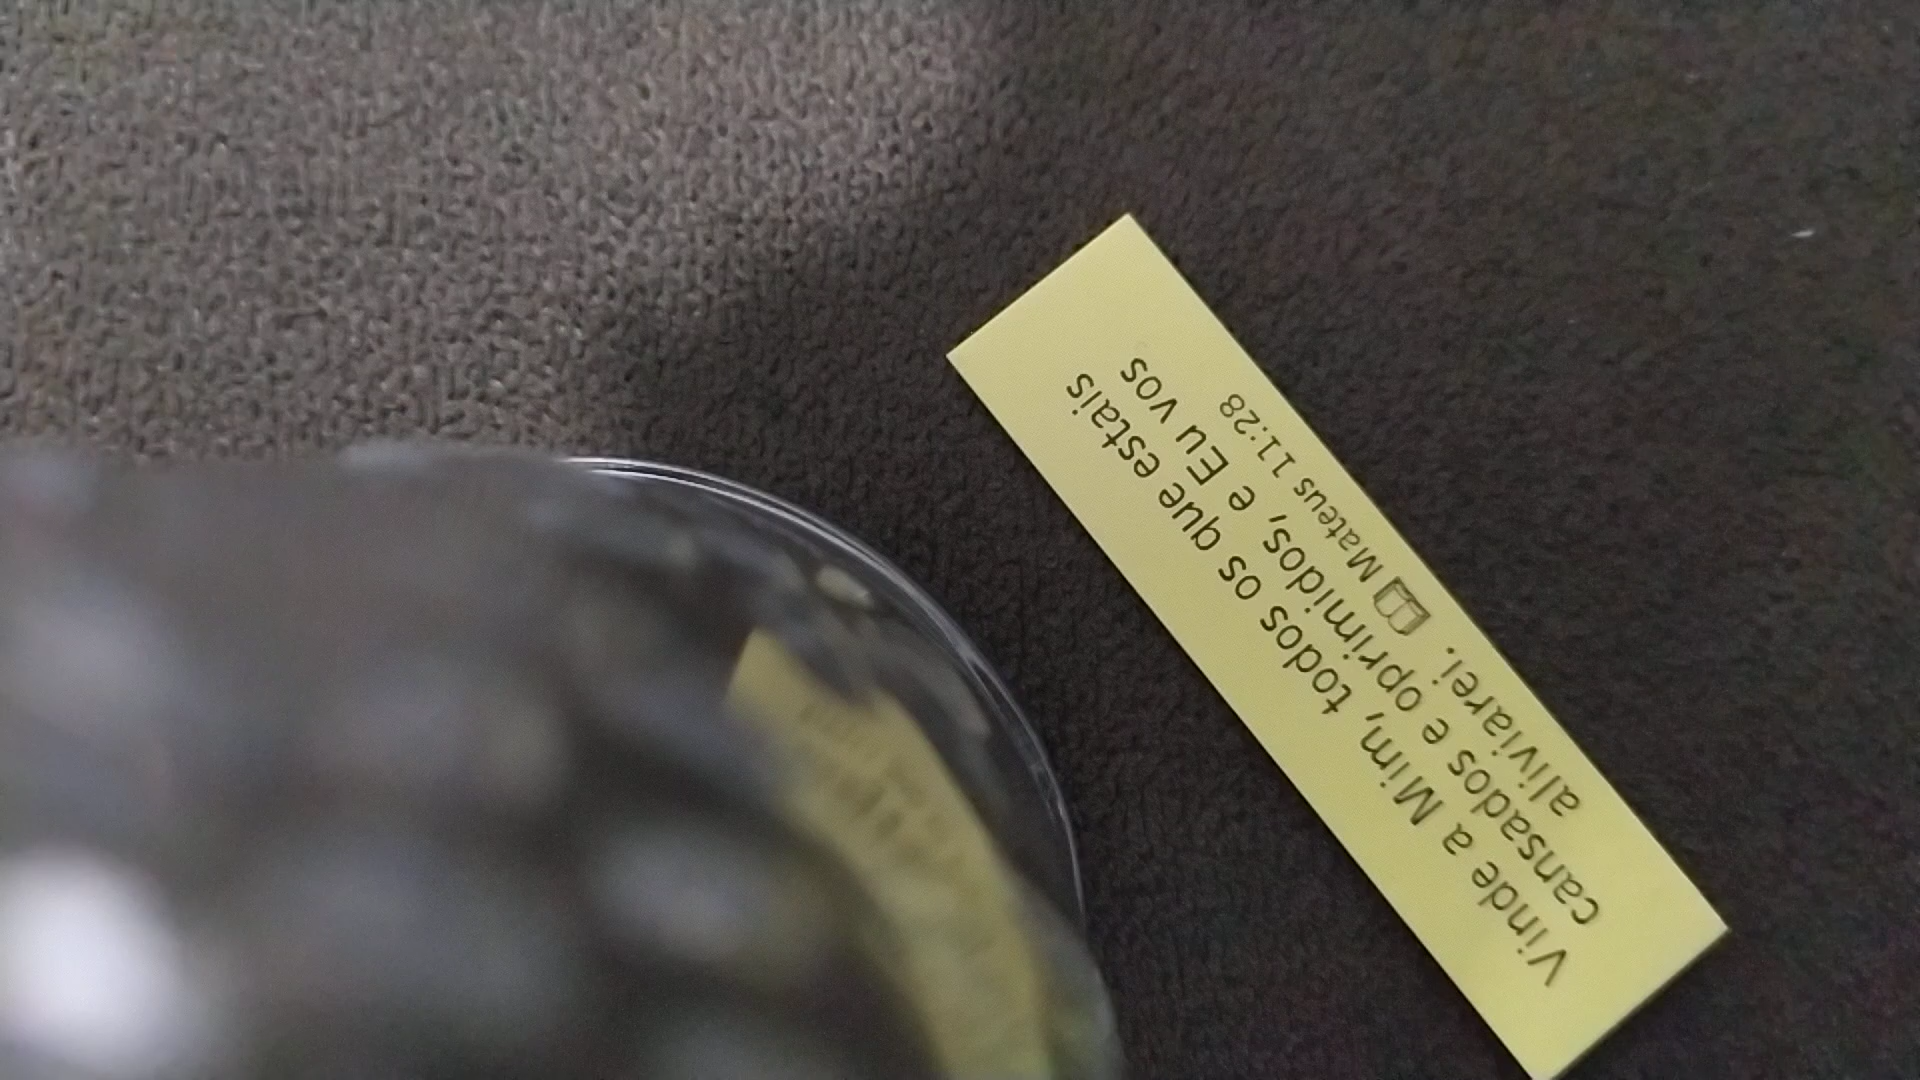 Vinde a Mim, todos os que estais
cansados e oprimidos, e Eu vos
aliviarei. Mateus 11:28